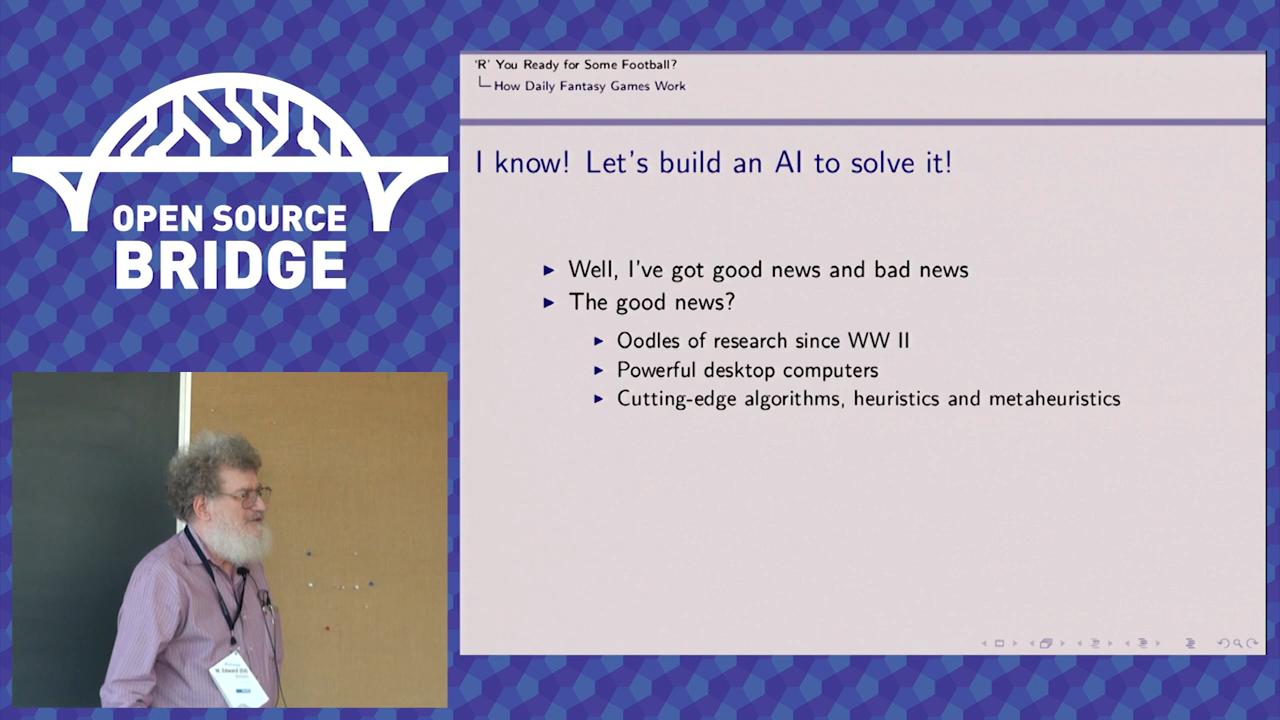 OPEN SOURCE
BRIDGE
'R' You Ready for Some Football?
How Daily Fantasy Games Work
I know! Let's build an AI to solve it!
Well, I've got good news and bad news
The good news?
Oodles of research since WW II
Powerful desktop computers
Cutting-edge algorithms, heuristics and metaheuristics
W. Edward (Ed)